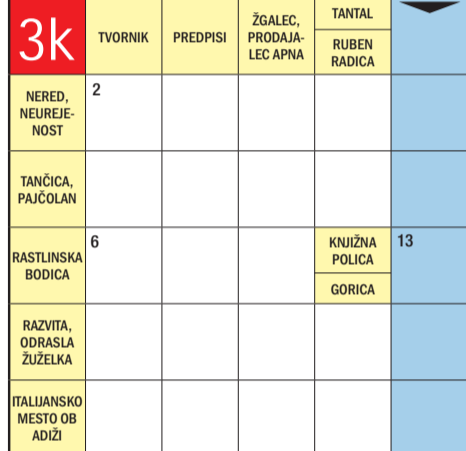 3k
TVORNIK
PREDPISI
ŽGALEC,
PRODAJA-
LEC APNA
TANTAL
RUBEN
RADICA
NERED,
NEUREJE-
NOST
2
TANČICA,
PAJČOLAN
RASTLINSKA
BODICA
6
KNJIŽNA
POLICA
GORICA
13
RAZVITA,
ODRASLA
ŽUŽELKA
ITALIJANSKO
MESTO OB
ADIŽI